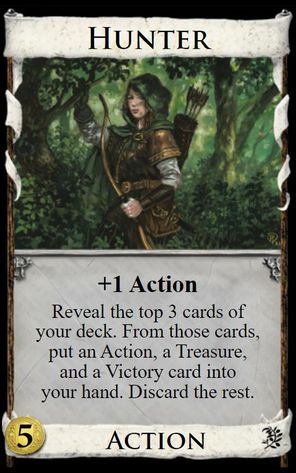 HUNTER
+1 Action
Reveal the top 3 cards of
your deck. From those cards,
put an Action, a Treasure,
and a Victory card into
your hand. Discard the rest.
5
ACTION